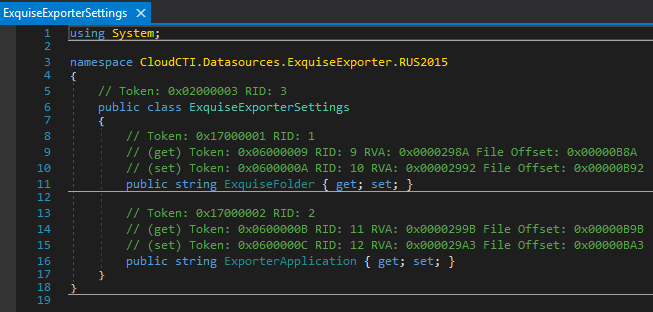 ExquiseExporterSettings ×
1 using System;
2
3 namespace CloudCTI.Datasources.ExquiseExporter.RUS2015
4 {
5 // Token: 0x02000003 RID: 3
6 public class ExquiseExporterSettings
7 {
8 // Token: 0x17000001 RID: 1
9 // (get) Token: 0x06000009 RID: 9 RVA: 0x0000298A File Offset: 0x00000B8A
10 // (set) Token: 0x0600000A RID: 10 RVA: 0x00002992 File Offset: 0x00000B92
11 public string ExquiseFolder { get; set; }
12
13 // Token: 0x17000002 RID: 2
14 // (get) Token: 0x0600000B RID: 11 RVA: 0x0000299B File Offset: 0x00000B9B
15 // (set) Token: 0x0600000C RID: 12 RVA: 0x000029A3 File Offset: 0x00000BA3
16 public string ExporterApplication { get; set; }
17 }
18 }
19